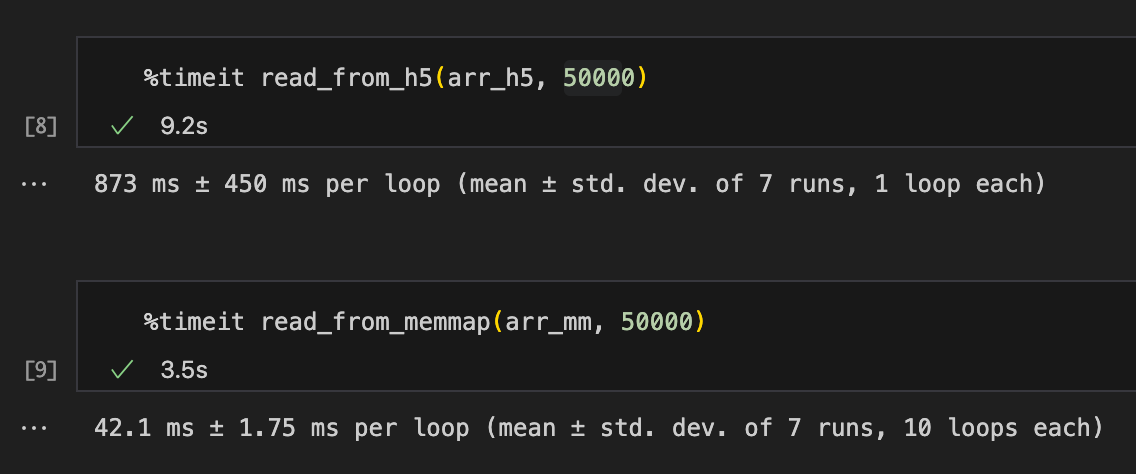 %timeit read_from_h5(arr_h5, 50000)
[8]
9.2s
... 873 ms ± 450 ms per loop (mean ± std. dev. of 7 runs, 1 loop each)
%timeit read_from_memmap(arr_mm, 50000)
[9]
3.5s
... 42.1 ms ± 1.75 ms per loop (mean ± std. dev. of 7 runs, 10 loops each)